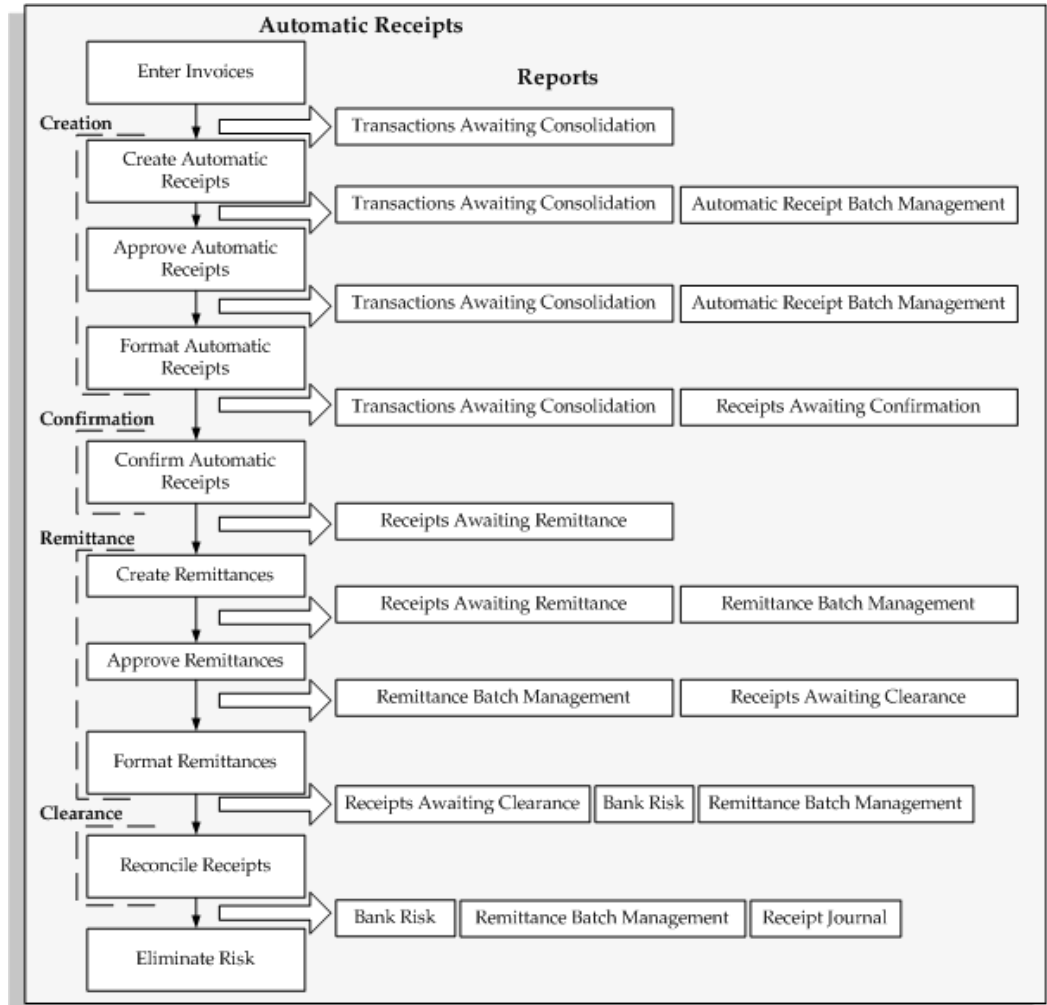 Automatic Receipts
Enter Invoices
Reports
Creation
Transactions Awaiting Consolidation
Create Automatic
Receipts
Transactions Awaiting Consolidation
Automatic Receipt Batch Management
Approve Automatic
Receipts
Transactions Awaiting Consolidation
Automatic Receipt Batch Management
Format Automatic
Receipts
Transactions Awaiting Consolidation
Receipts Awaiting Confirmation
Confirmation
Confirm Automatic
Receipts
Receipts Awaiting Remittance
Remittance
Create Remittances
Receipts Awaiting Remittance
Remittance Batch Management
Approve Remittances
Remittance Batch Management
Receipts Awaiting Clearance
Format Remittances
Receipts Awaiting Clearance
Bank Risk
Remittance Batch Management
Clearance
Reconcile Receipts
Bank Risk
Remittance Batch Management
Receipt Journal
Eliminate Risk